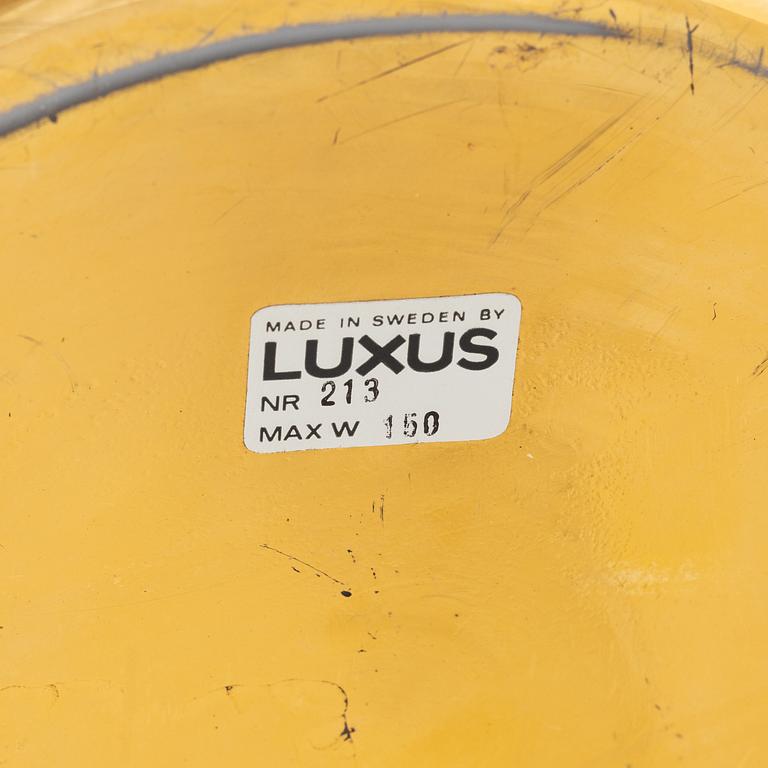 MADE IN SWEDEN BY
LUXUS
NR 213
MAX W 150